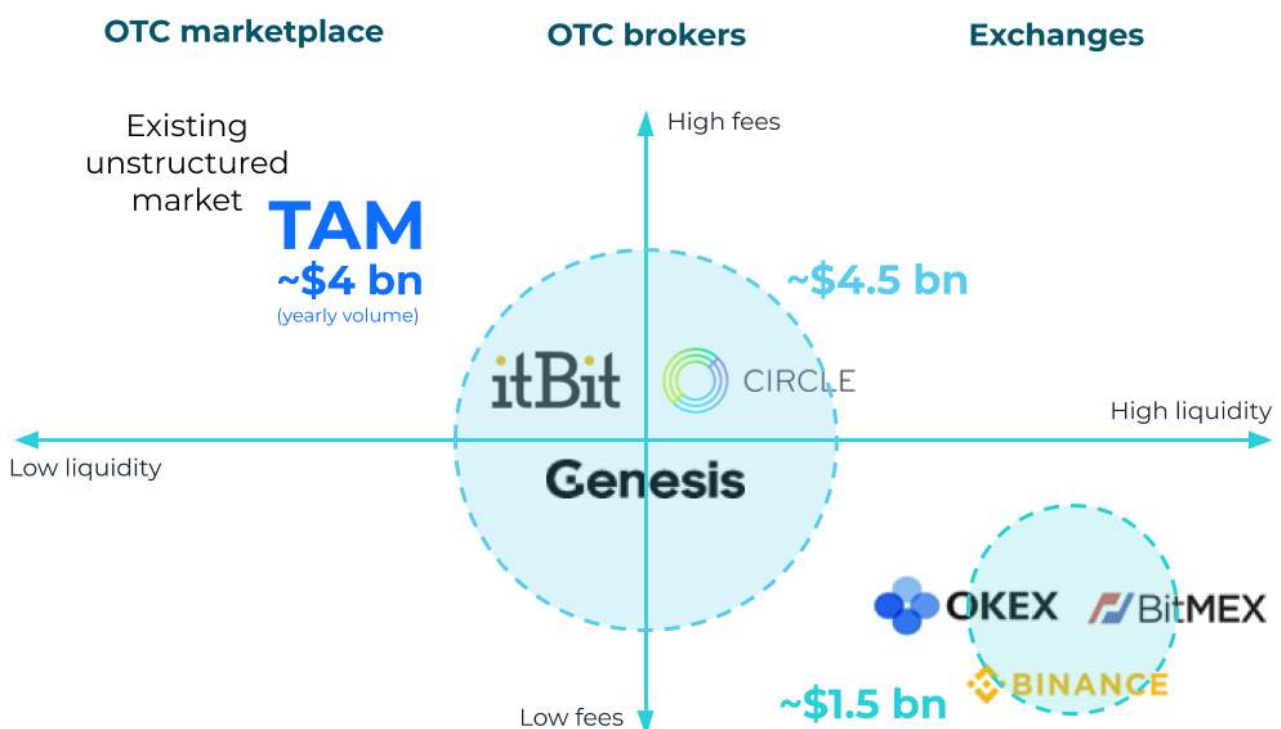 OTC marketplace
OTC brokers
Exchanges
Existing
unstructured
market
TAM
~$4 bn
(yearly volume)
High fees
~$4.5 bn
itBit
CIRCLE
High liquidity
Low liquidity
Genesis
OKEX
BitMEX
BINANCE
~$1.5 bn
Low fees